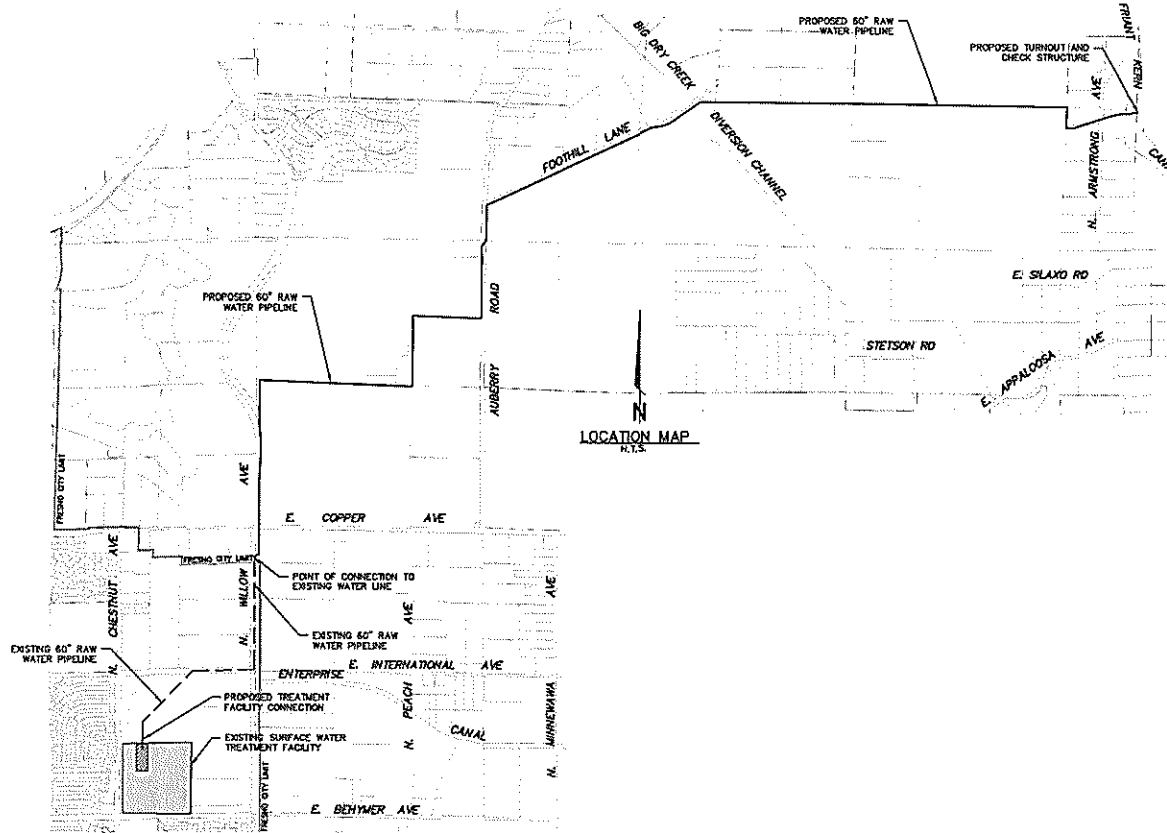 PROPOSED 60" RAW
WATER PIPELINE
BIG DRY CREEK
FRIANT
KERN
PROPOSED TURNOUT AND
CHECK STRUCTURE
N. ARMSTRONG AVE
FOOTHILL LANE
DIVERSION CHANNEL
E. SILAXO RD
PROPOSED 60" RAW
WATER PIPELINE
AUBERRY ROAD
STETSON RD
E. APPALOOSA AVE
N
LOCATION MAP
FRESNO CITY LIMIT
E. COPPER AVE
FRESNO CITY LIMIT
N. CHESTNUT AVE
N. WILLOW AVE
POINT OF CONNECTION TO
EXISTING WATER LINE
EXISTING 60" RAW
WATER PIPELINE
EXISTING 60" RAW
WATER PIPELINE
E. INTERNATIONAL AVE
ENTERPRISE CANAL
N. PEACH AVE
N. MINNEWAWA AVE
PROPOSED TREATMENT
FACILITY CONNECTION
EXISTING SURFACE WATER
TREATMENT FACILITY
E. BEHYMER AVE
FRESNO CITY LIMIT